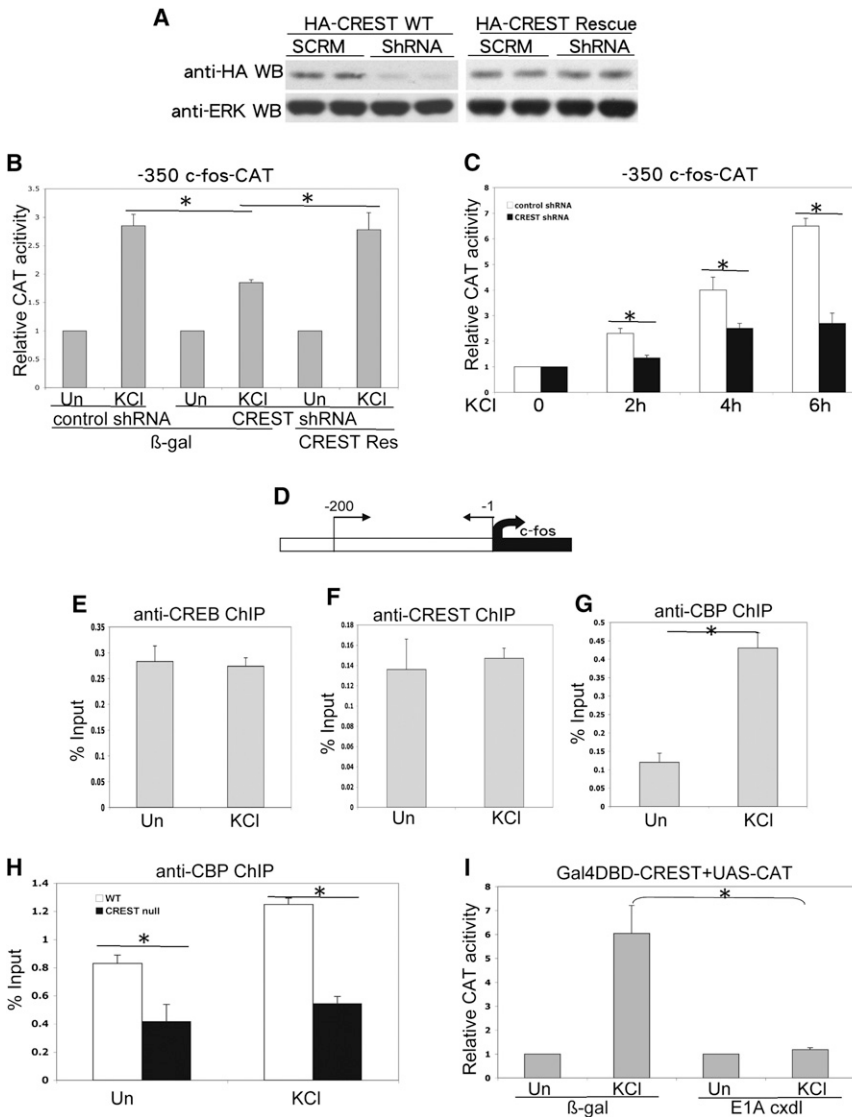 A
HA-CREST WT HA-CREST Rescue
SCRM ShRNA SCRM ShRNA
anti-HA WB
anti-ERK WB
B
-350 c-fos-CAT
Relative CAT acitivity
3.5
3
2.5
2
1.5
1
0.5
0
* *
Un KCl Un KCl Un KCl
control shRNA CREST shRNA
ß-gal CREST Res
C
-350 c-fos-CAT
Relative CAT acitivity
8
7
6
5
4
3
2
1
0
control shRNA
CREST shRNA
* * *
KCl 0 2h 4h 6h
D
-200 -1
c-fos
E
anti-CREB ChIP
% Input
0.35
0.3
0.25
0.2
0.15
0.1
0.05
0
Un KCl
F
anti-CREST ChIP
% Input
0.18
0.16
0.14
0.12
0.1
0.08
0.06
0.04
0.02
0
Un KCl
G
anti-CBP ChIP
% Input
0.5
0.45
0.4
0.35
0.3
0.25
0.2
0.15
0.1
0.05
0
*
Un KCl
H
anti-CBP ChIP
% Input
1.4
1.2
1
0.8
0.6
0.4
0.2
0
WT
CREST null
* *
Un KCl
I
Gal4DBD-CREST+UAS-CAT
Relative CAT acitivity
8
7
6
5
4
3
2
1
0
*
Un KCl Un KCl
ß-gal E1A cxdl